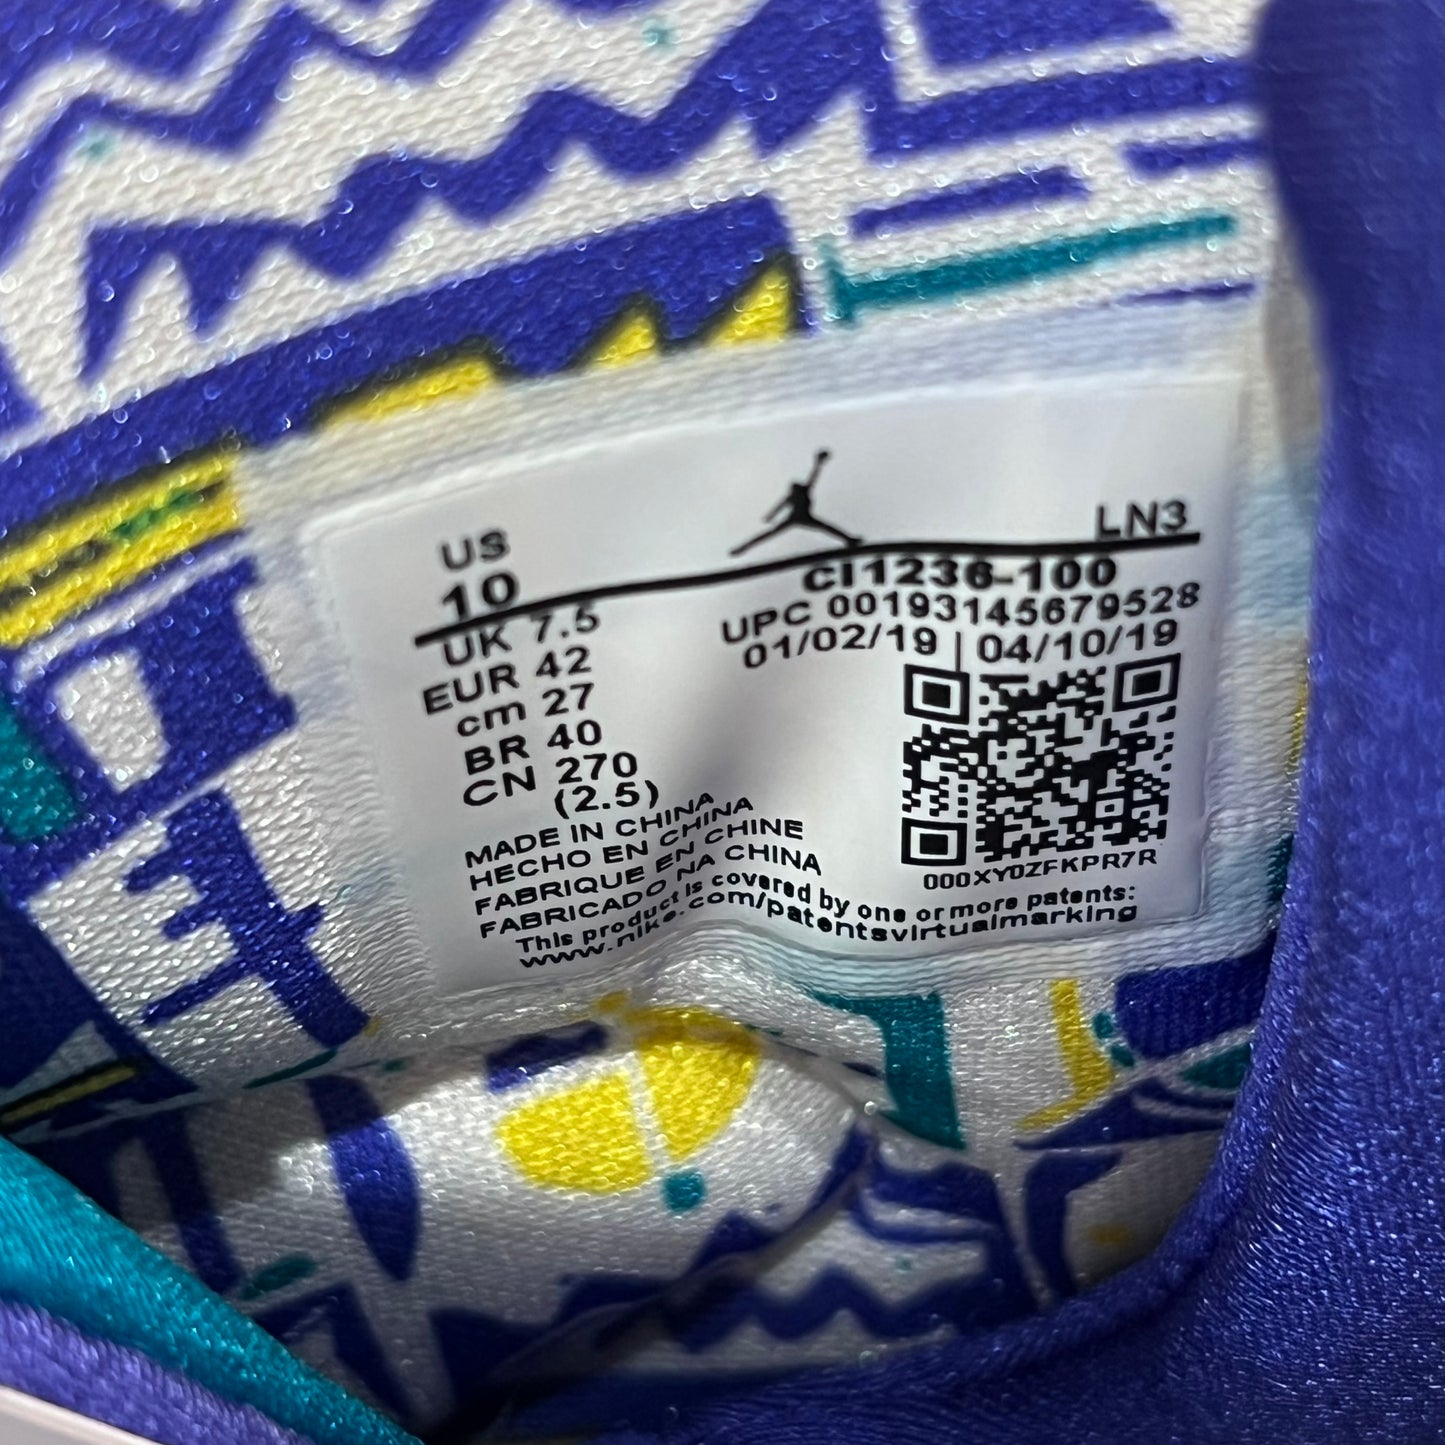 US
10
UK 7.5
EUR 42
cm 27
BR 40
CN 270
(2.5)
LN3
CI1236-100
UPC 00193145679528
01/02/19 | 04/10/19
000XY0ZFKPR7R
MADE IN CHINA
HECHO EN CHINA
FABRIQUE EN CHINE
FABRICADO NA CHINA
This product is covered by one or more patents:
www.nike.com/patentsvirtualmarking